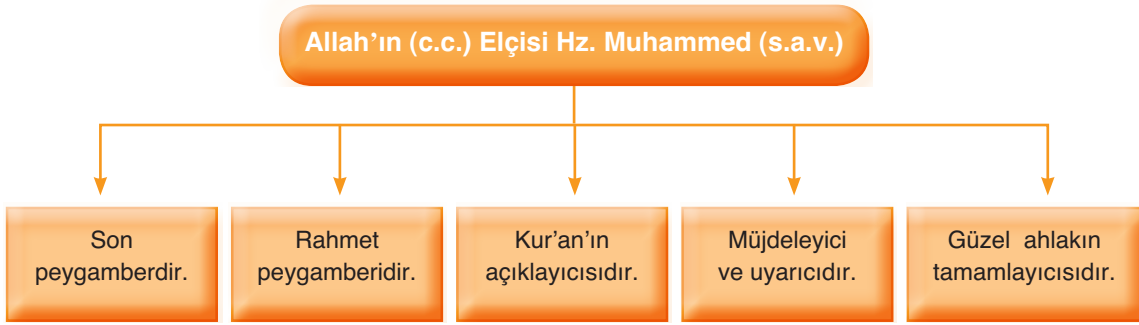 Allah’ın (c.c.) Elçisi Hz. Muhammed (s.a.v.)
Son
peygamberdir.
Rahmet
peygamberidir.
Kur'an'ın
açıklayıcısıdır.
Müjdeleyici
ve uyarıcıdır.
Güzel ahlakın
tamamlayıcısıdır.